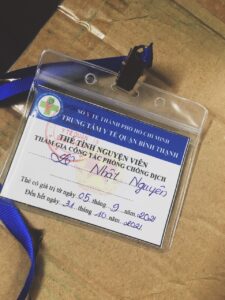 SỞ Y TẾ THÀNH PHỐ HỒ CHÍ MINH
TRUNG TÂM Y TẾ QUẬN BÌNH THẠNH
THẺ TÌNH NGUYỆN VIÊN
THAM GIA CÔNG TÁC PHÒNG CHỐNG DỊCH
Nhật Nguyên
Thẻ có giá trị từ ngày 05 tháng 9 năm 2021
Đến hết ngày 31 tháng 10 năm 2021